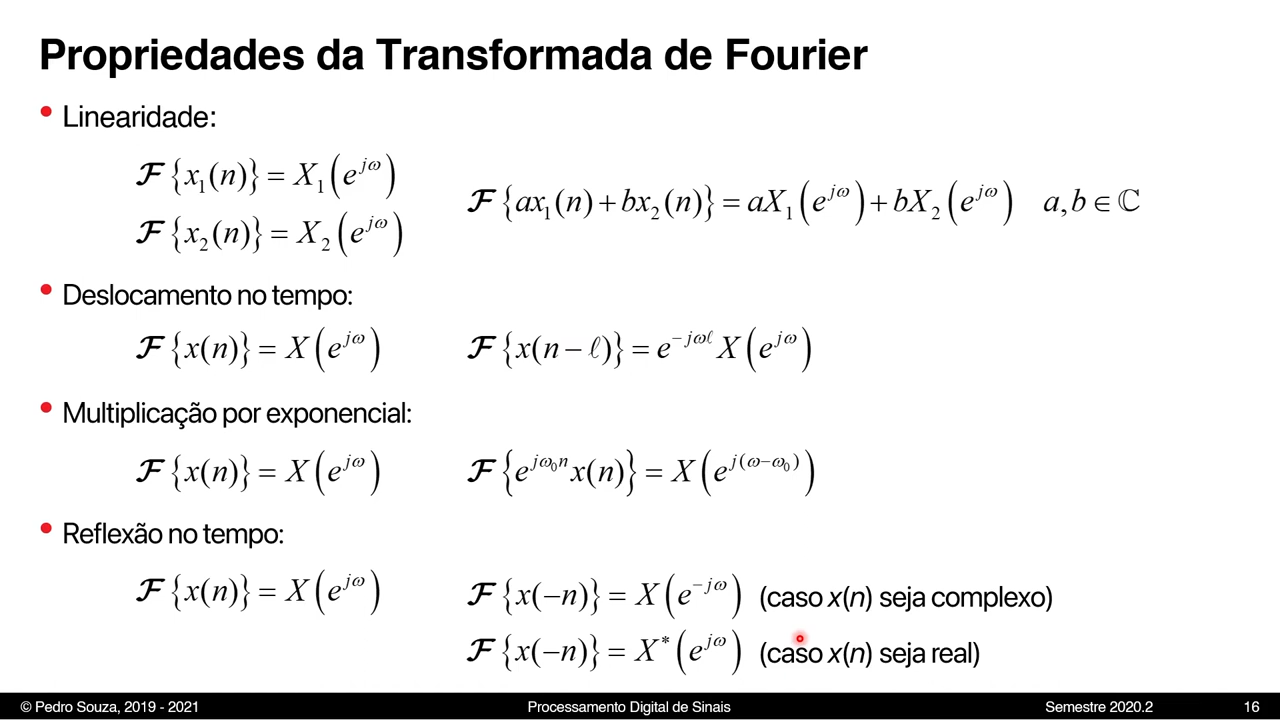 Propriedades da Transformada de Fourier
• Linearidade:
𝓕 {x₁(n)} = X₁(e^{jω})
𝓕 {x₂(n)} = X₂(e^{jω})
𝓕 {ax₁(n) + bx₂(n)} = aX₁(e^{jω}) + bX₂(e^{jω}) a, b ∈ ℂ
• Deslocamento no tempo:
𝓕 {x(n)} = X(e^{jω}) 𝓕 {x(n − ℓ)} = e^{−jωℓ} X(e^{jω})
• Multiplicação por exponencial:
𝓕 {x(n)} = X(e^{jω}) 𝓕 {e^{jω₀n} x(n)} = X(e^{j(ω−ω₀)})
• Reflexão no tempo:
𝓕 {x(n)} = X(e^{jω}) 𝓕 {x(−n)} = X(e^{−jω}) (caso x(n) seja complexo)
𝓕 {x(−n)} = X*(e^{jω}) (caso x(n) seja real)
© Pedro Souza, 2019 - 2021 Processamento Digital de Sinais Semestre 2020.2 16